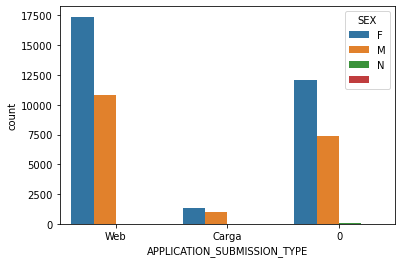 17500
15000
12500
10000
7500
5000
2500
0
count
SEX
F
M
N
Web
Carga
0
APPLICATION_SUBMISSION_TYPE